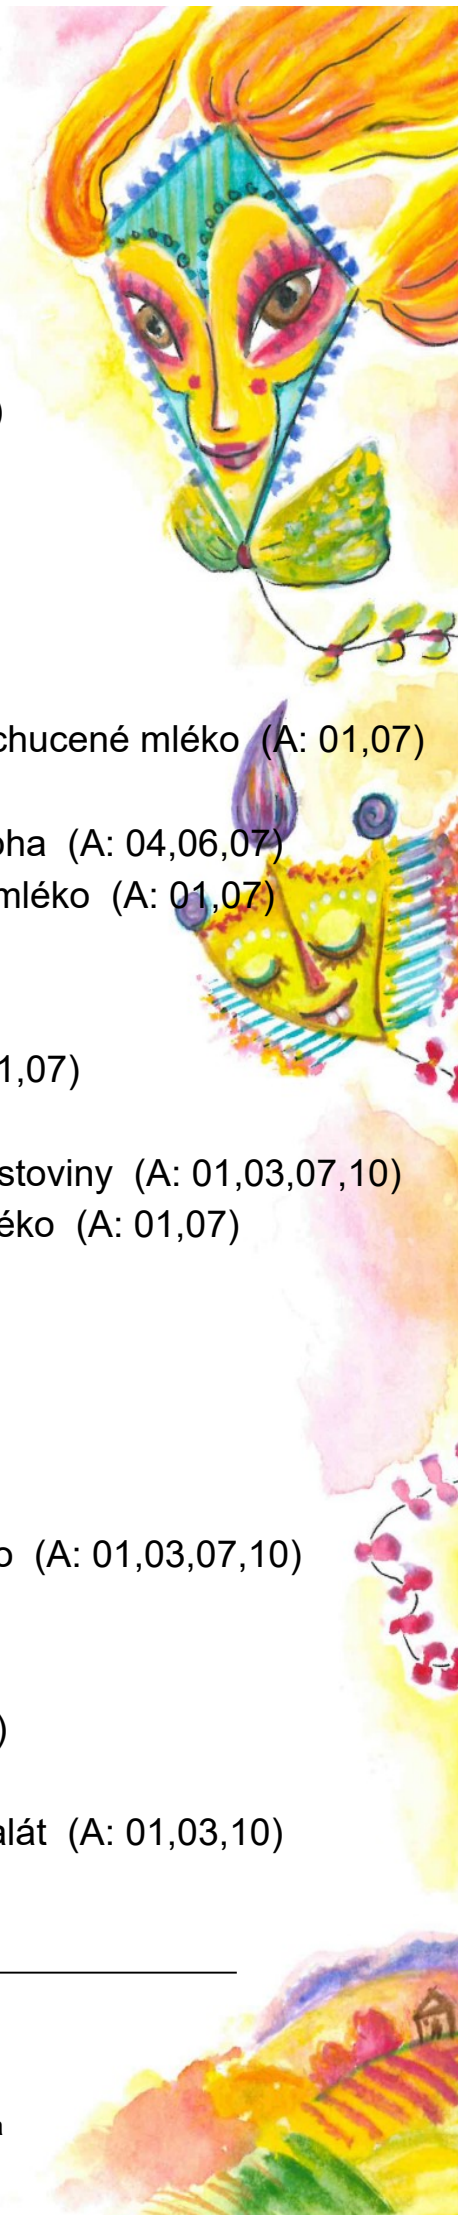 )
chucené mléko (A: 01,07)
oha (A: 04,06,07)
mléko (A: 01,07)
1,07)
stoviny (A: 01,03,07,10)
éko (A: 01,07)
o (A: 01,03,07,10)
)
alát (A: 01,03,10)
a